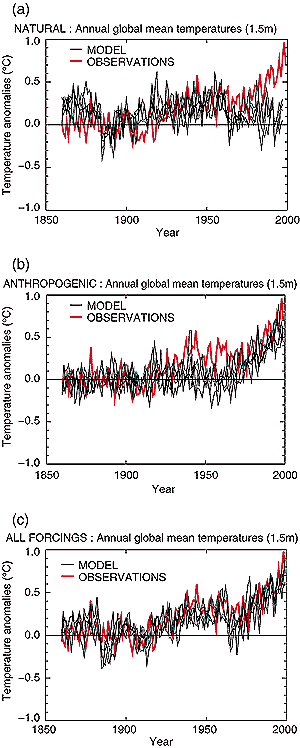 (a)
NATURAL : Annual global mean temperatures (1.5m)
1.0
MODEL
OBSERVATIONS
0.5
0.0
−0.5
−1.0
Temperature anomalies (°C)
1850 1900 1950 2000
Year
(b)
ANTHROPOGENIC : Annual global mean temperatures (1.5m)
1.0
MODEL
OBSERVATIONS
0.5
0.0
−0.5
−1.0
Temperature anomalies (°C)
1850 1900 1950 2000
Year
(c)
ALL FORCINGS : Annual global mean temperatures (1.5m)
1.0
MODEL
OBSERVATIONS
0.5
0.0
−0.5
−1.0
Temperature anomalies (°C)
1850 1900 1950 2000
Year